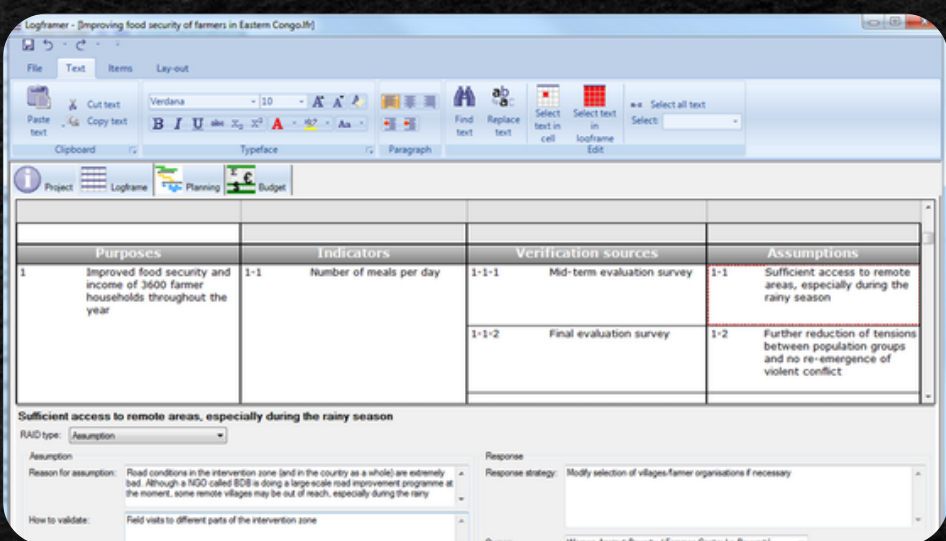 Logframer - [Improving food security of farmers in Eastern Congo.lfr]
File Text Items Lay-out
Paste text
Cut text
Copy text
Clipboard
Verdana 10
B I U abc X₂ X² A Aa
Typeface
Paragraph
Find text
Replace text
Select text in cell
Select text in logframe
Select all text
Select:
Edit
Project Logframe Planning Budget
Purposes Indicators Verification sources Assumptions
1 Improved food security and 1-1 Number of meals per day 1-1-1 Mid-term evaluation survey 1-1 Sufficient access to remote
income of 3600 farmer areas, especially during the
households throughout the rainy season
year
1-1-2 Final evaluation survey 1-2 Further reduction of tensions
between population groups
and no re-emergence of
violent conflict
Sufficient access to remote areas, especially during the rainy season
RAID type: Assumption
Assumption
Reason for assumption: Road conditions in the intervention zone (and in the country as a whole) are extremely
bad. Although a NGO called BDB is doing a large-scale road improvement programme at
the moment, some remote villages may be out of reach, especially during the rainy
How to validate: Field visits to different parts of the intervention zone
Response
Response strategy: Modify selection of villages/farmer organisations if necessary